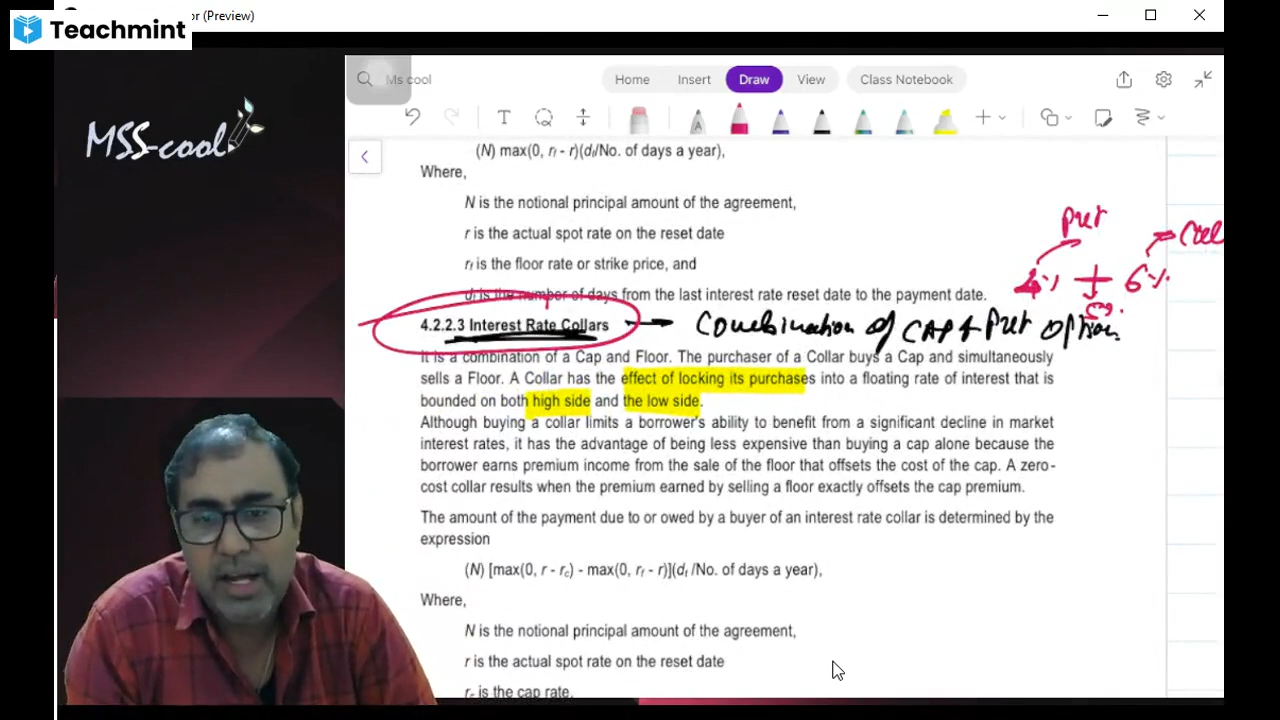 Teachmint
or (Preview)
MSS-cool
Ms cool
Home
Insert
Draw
View
Class Notebook
(N) max(0, rf - r)(dt/No. of days a year),
Where,
N is the notional principal amount of the agreement,
r is the actual spot rate on the reset date
rf is the floor rate or strike price, and
dt is the number of days from the last interest rate reset date to the payment date.
Put
4% + 6%
4.2.2.3 Interest Rate Collars
Combination of CAP + Put option
It is a combination of a Cap and Floor. The purchaser of a Collar buys a Cap and simultaneously
sells a Floor. A Collar has the effect of locking its purchases into a floating rate of interest that is
bounded on both high side and the low side.
Although buying a collar limits a borrower's ability to benefit from a significant decline in market
interest rates, it has the advantage of being less expensive than buying a cap alone because the
borrower earns premium income from the sale of the floor that offsets the cost of the cap. A zero-
cost collar results when the premium earned by selling a floor exactly offsets the cap premium.
The amount of the payment due to or owed by a buyer of an interest rate collar is determined by the
expression
(N) [max(0, r - rc) - max(0, rf - r)](dt /No. of days a year),
Where,
N is the notional principal amount of the agreement,
r is the actual spot rate on the reset date
rc is the cap rate,